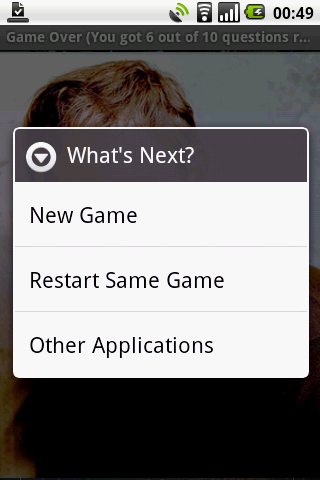 00:49
Game Over (You got 6 out of 10 questions r...
What's Next?
New Game
Restart Same Game
Other Applications